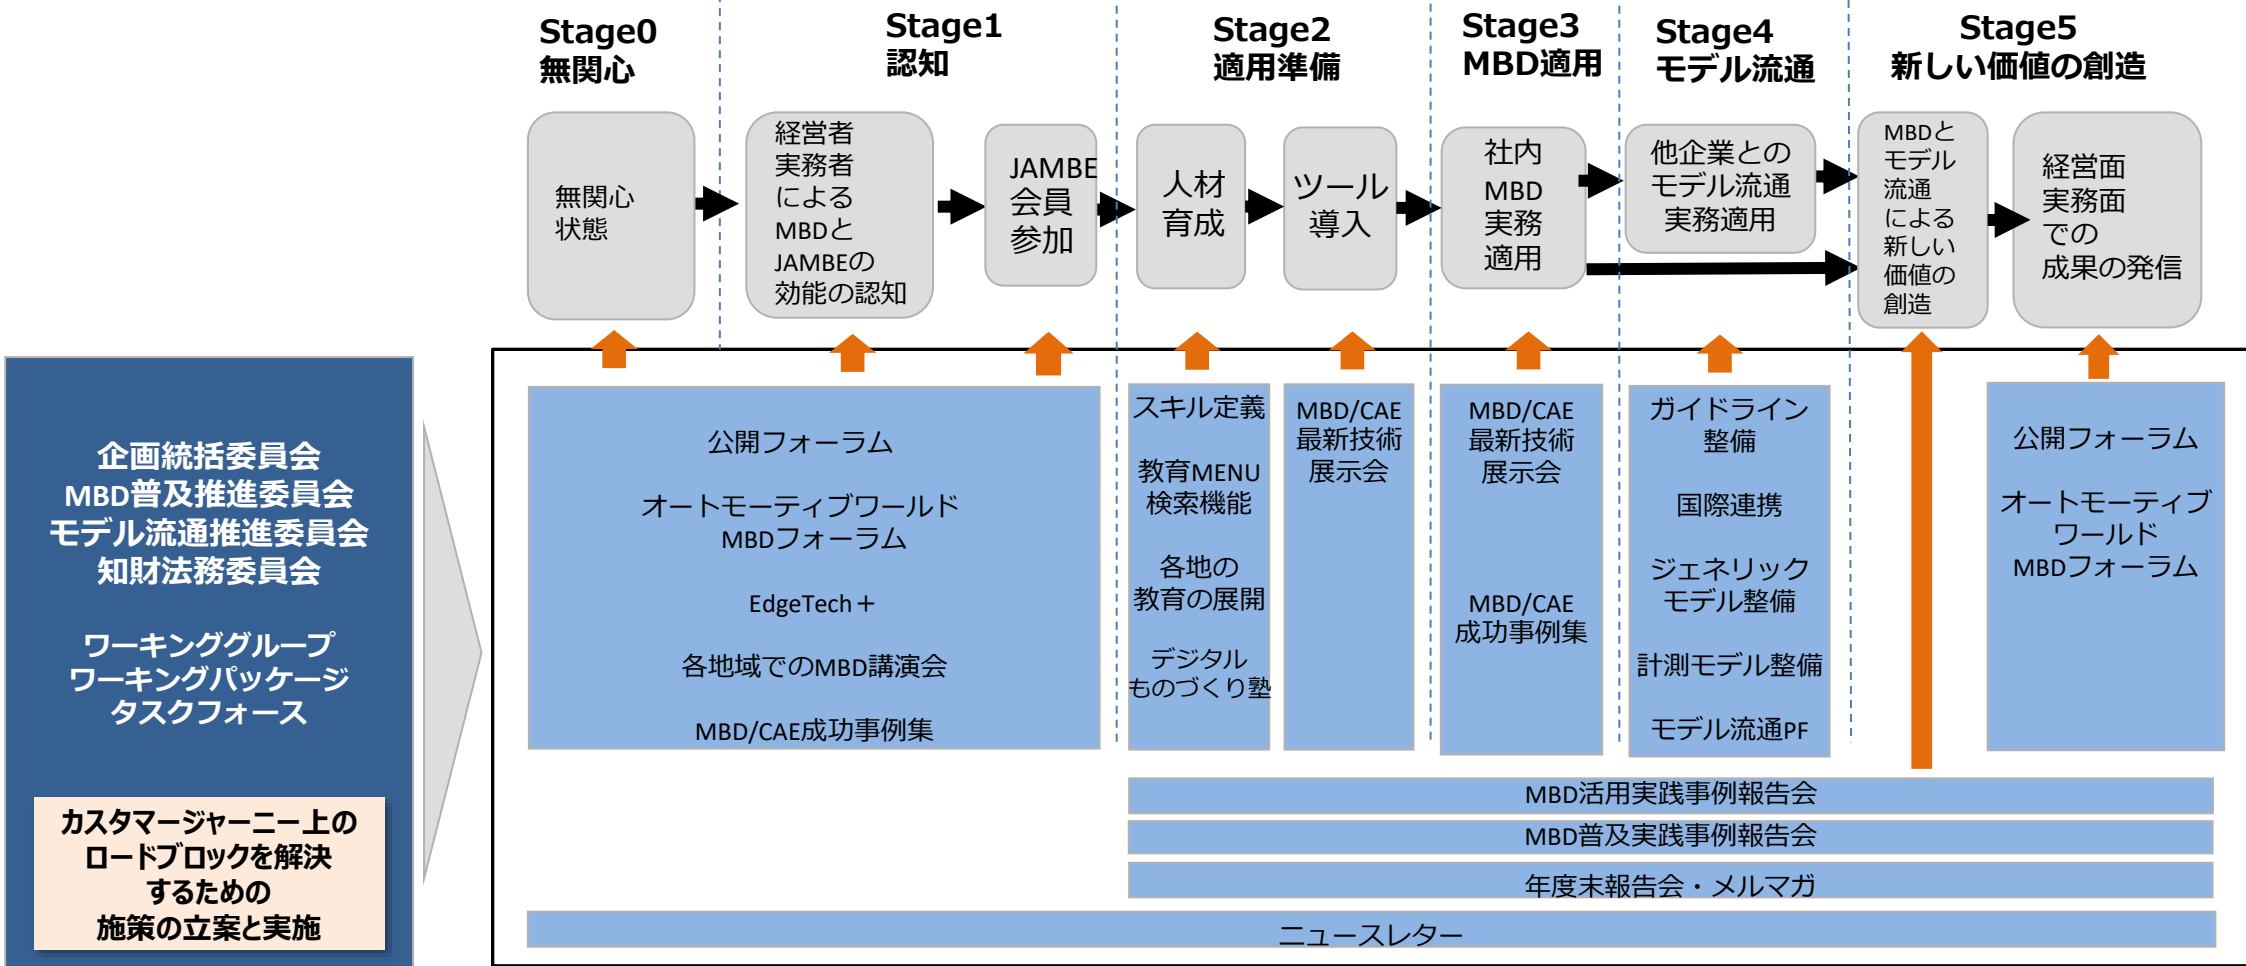 Stage0
無関心
Stage1
認知
Stage2
適用準備
Stage3
MBD適用
Stage4
モデル流通
Stage5
新しい価値の創造
無関心
状態
経営者
実務者
による
MBDと
JAMBEの
効能の認知
JAMBE
会員
参加
人材
育成
ツール
導入
社内
MBD
実務
適用
他企業との
モデル流通
実務適用
MBDと
モデル
流通
による
新しい
価値の
創造
経営面
実務面
での
成果の発信
企画統括委員会
MBD普及推進委員会
モデル流通推進委員会
知財法務委員会
ワーキンググループ
ワーキングパッケージ
タスクフォース
カスタマージャーニー上の
ロードブロックを解決
するための
施策の立案と実施
公開フォーラム
オートモーティブワールド
MBDフォーラム
EdgeTech＋
各地域でのMBD講演会
MBD/CAE成功事例集
スキル定義
教育MENU
検索機能
各地の
教育の展開
デジタル
ものづくり塾
MBD/CAE
最新技術
展示会
MBD/CAE
最新技術
展示会
MBD/CAE
成功事例集
ガイドライン
整備
国際連携
ジェネリック
モデル整備
計測モデル整備
モデル流通PF
公開フォーラム
オートモーティブ
ワールド
MBDフォーラム
MBD活用実践事例報告会
MBD普及実践事例報告会
年度末報告会・メルマガ
ニュースレター